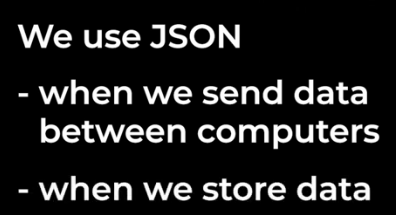 We use JSON
- when we send data
between computers
- when we store data